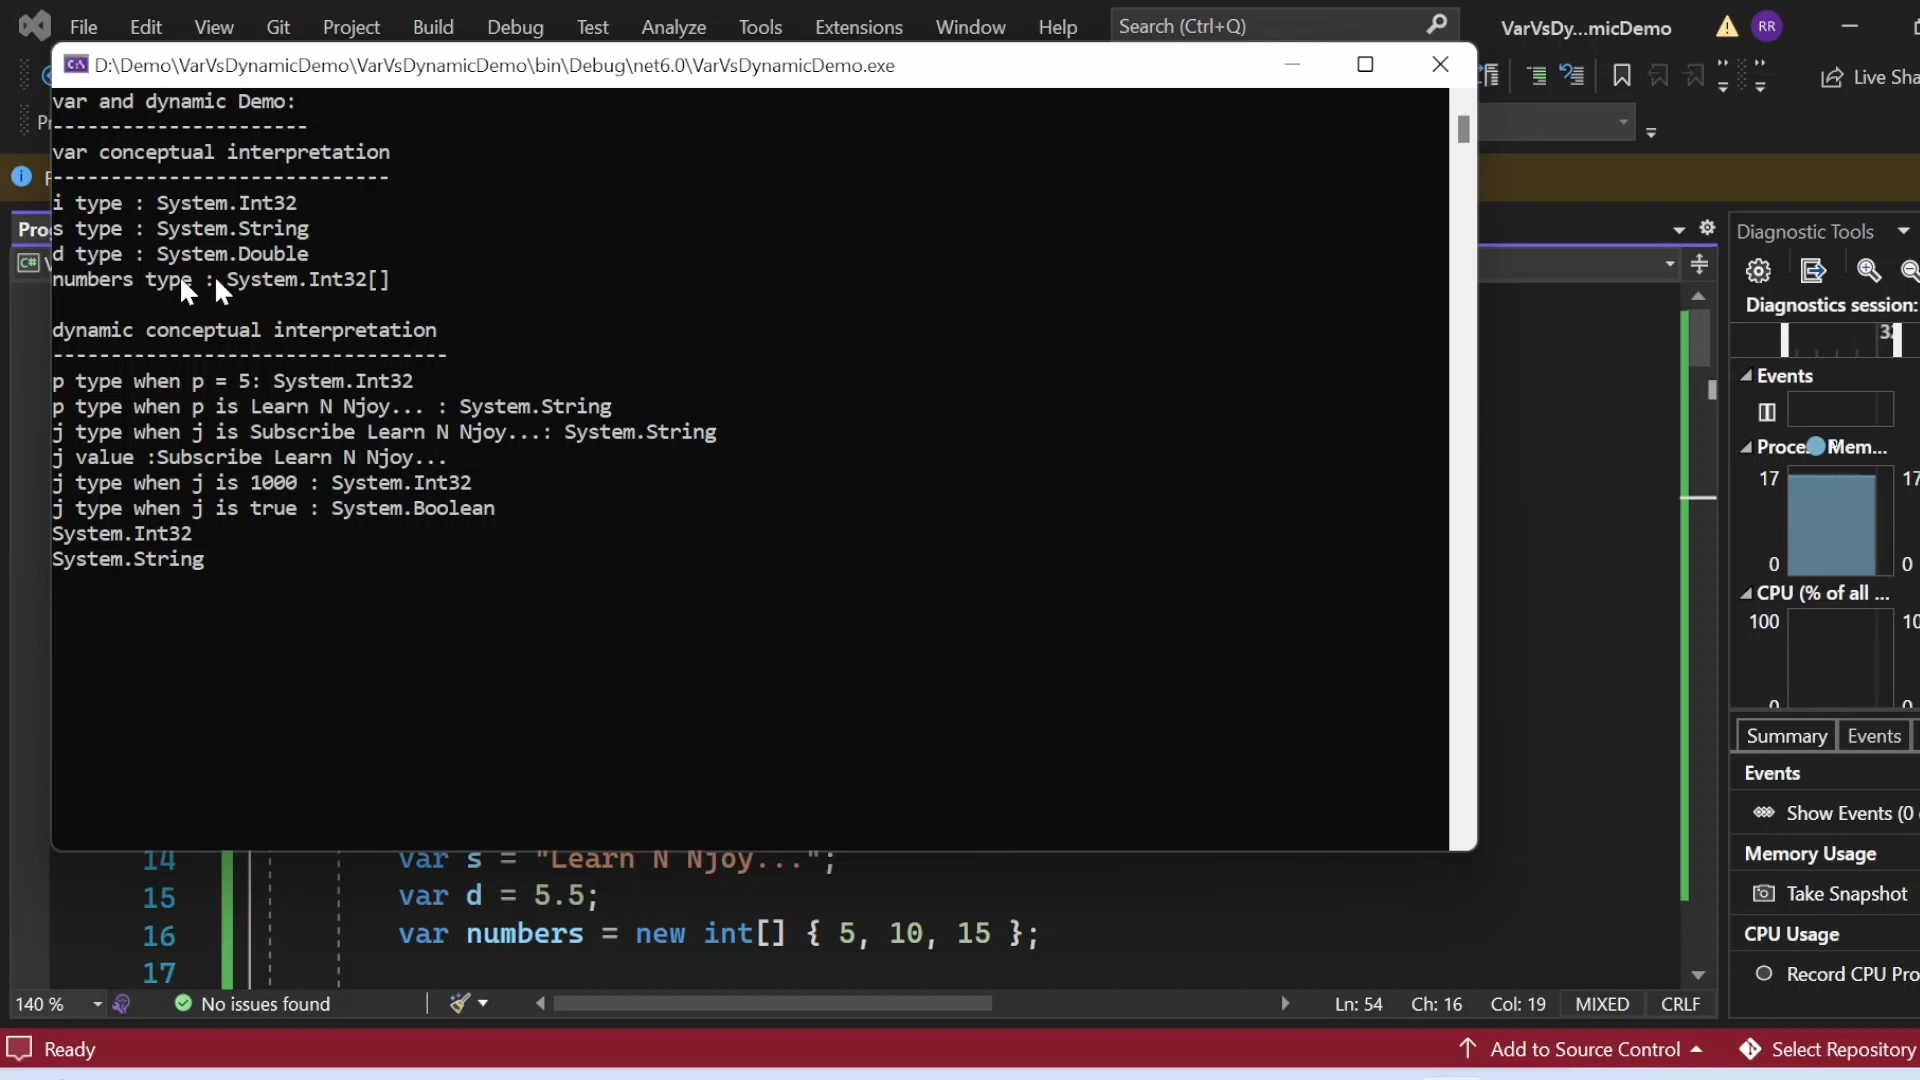 File Edit View Git Project Build Debug Test Analyze Tools Extensions Window Help Search (Ctrl+Q) VarVsDy...micDemo RR
D:\Demo\VarVsDynamicDemo\VarVsDynamicDemo\bin\Debug\net6.0\VarVsDynamicDemo.exe
Live Sha
var and dynamic Demo:
----------------------
var conceptual interpretation
-----------------------------
i type : System.Int32
s type : System.String
d type : System.Double
numbers type : System.Int32[]
dynamic conceptual interpretation
----------------------------------
p type when p = 5: System.Int32
p type when p is Learn N Njoy... : System.String
j type when j is Subscribe Learn N Njoy...: System.String
j value :Subscribe Learn N Njoy...
j type when j is 1000 : System.Int32
j type when j is true : System.Boolean
System.Int32
System.String
Diagnostic Tools
Diagnostics session:
Events
Mem...
17 17
0 0
CPU (% of all ...
100 10
0 0
Summary Events
Events
Show Events (0
Memory Usage
Take Snapshot
CPU Usage
Record CPU Pro
14 var s = "Learn N Njoy...";
15 var d = 5.5;
16 var numbers = new int[] { 5, 10, 15 };
17
140 % No issues found Ln: 54 Ch: 16 Col: 19 MIXED CRLF
Ready Add to Source Control Select Repository